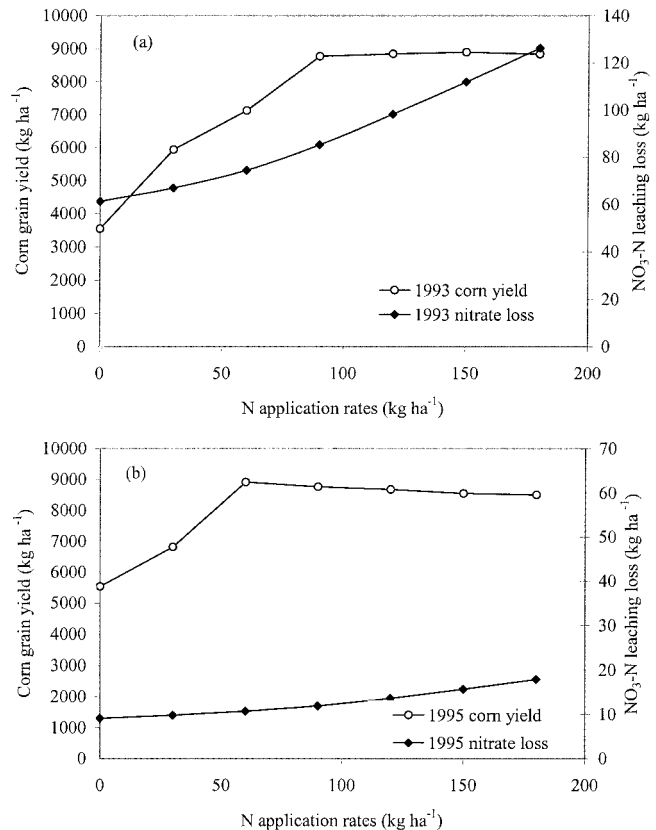 (a)
Corn grain yield (kg ha⁻¹)
10000
9000
8000
7000
6000
5000
4000
3000
2000
1000
0
140
120
100
80
60
40
20
0
NO₃-N leaching loss (kg ha⁻¹)
1993 corn yield
1993 nitrate loss
0 50 100 150 200
N application rates (kg ha⁻¹)
(b)
Corn grain yield (kg ha⁻¹)
10000
9000
8000
7000
6000
5000
4000
3000
2000
1000
0
70
60
50
40
30
20
10
0
NO₃-N leaching loss (kg ha⁻¹)
1995 corn yield
1995 nitrate loss
0 50 100 150 200
N application rates (kg ha⁻¹)